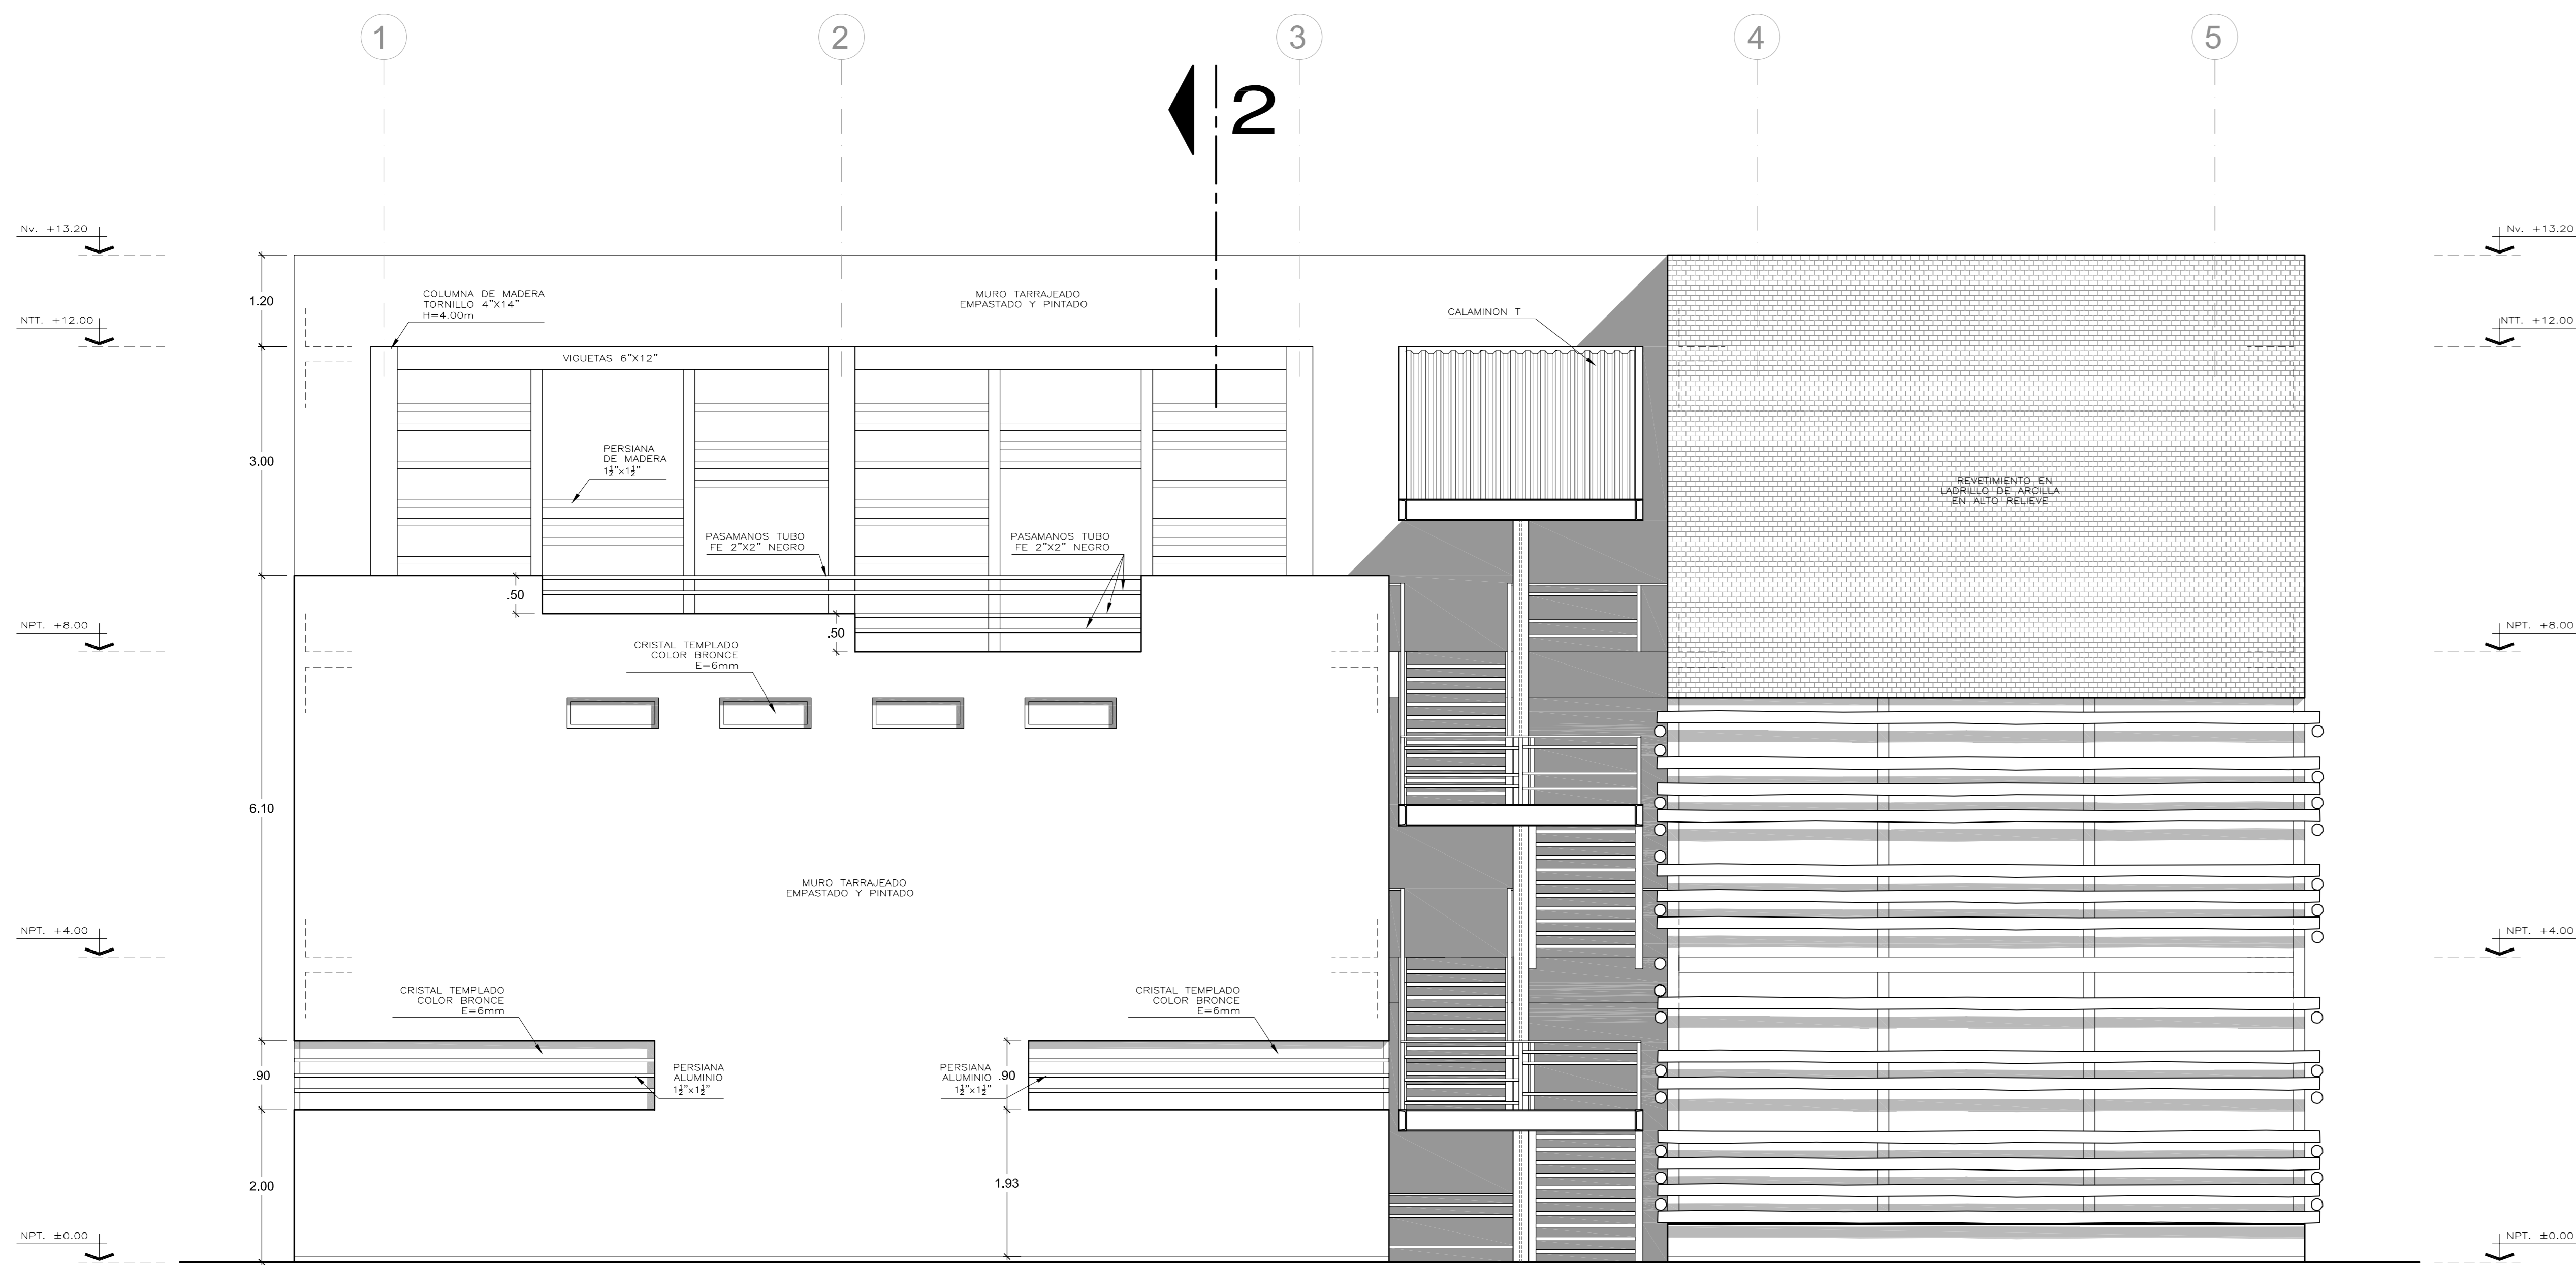 1
2
3
4
5
2
Nv. +13.20
Nv. +13.20
1.20
COLUMNA DE MADERA
TORNILLO 4"X14"
H=4.00m
MURO TARRAJEADO
EMPASTADO Y PINTADO
CALAMINON T
NTT. +12.00
NTT. +12.00
VIGUETAS 6"X12"
3.00
PERSIANA
DE MADERA
1½"x1½"
REVETIMIENTO EN
LADRILLO DE ARCILLA
EN ALTO RELIEVE
PASAMANOS TUBO
FE 2"X2" NEGRO
PASAMANOS TUBO
FE 2"X2" NEGRO
.50
.50
NPT. +8.00
NPT. +8.00
CRISTAL TEMPLADO
COLOR BRONCE
E=6mm
6.10
MURO TARRAJEADO
EMPASTADO Y PINTADO
NPT. +4.00
NPT. +4.00
CRISTAL TEMPLADO
COLOR BRONCE
E=6mm
CRISTAL TEMPLADO
COLOR BRONCE
E=6mm
.90
PERSIANA
ALUMINIO
1½"x1½"
PERSIANA
ALUMINIO
1½"x1½"
.90
2.00
1.93
NPT. ±0.00
NPT. ±0.00